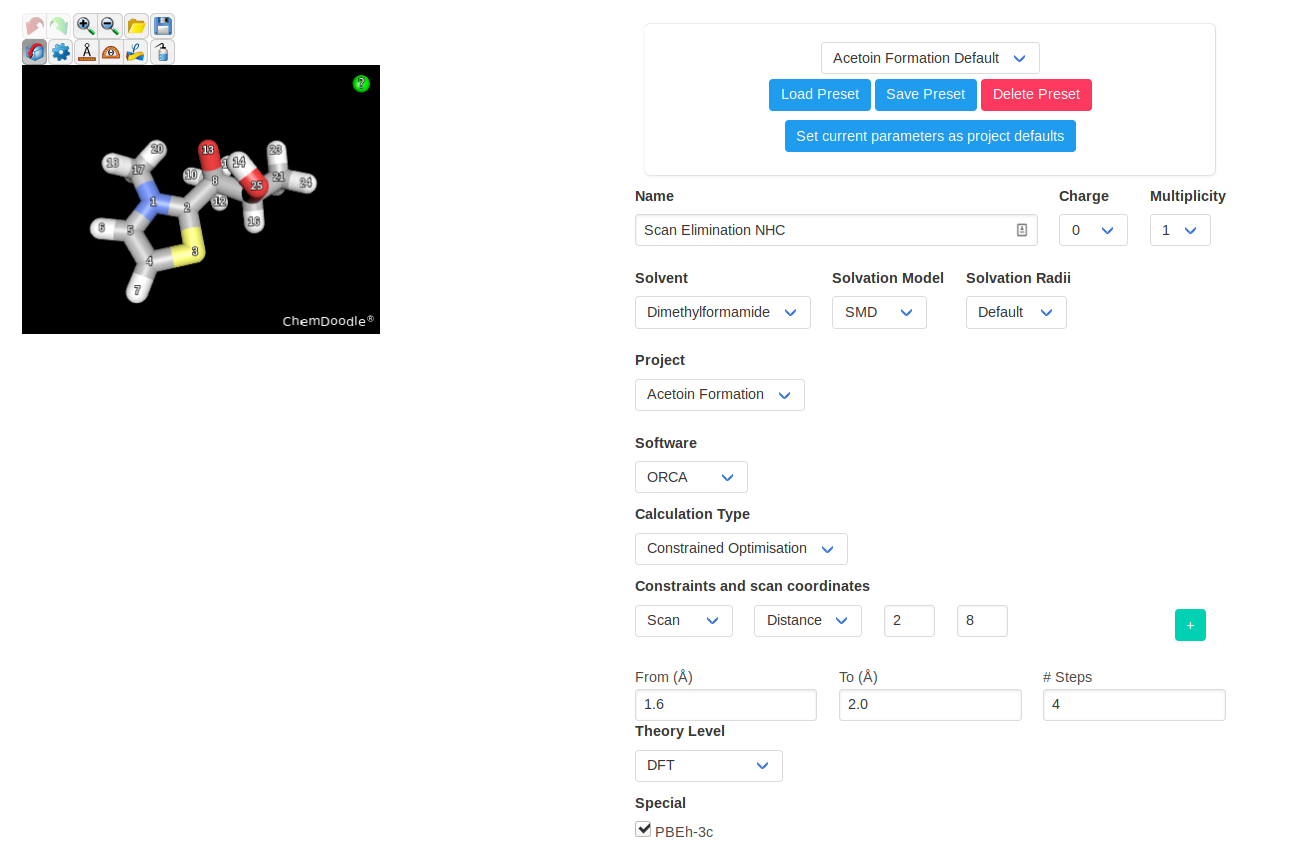 ?
13
20
18
17
10
14
23
8
21
24
25
1
2
12
16
6
5
3
4
7
ChemDoodle®
Acetoin Formation Default
Load Preset Save Preset Delete Preset
Set current parameters as project defaults
Name Charge Multiplicity
Scan Elimination NHC 0 1
Solvent Solvation Model Solvation Radii
Dimethylformamide SMD Default
Project
Acetoin Formation
Software
ORCA
Calculation Type
Constrained Optimisation
Constraints and scan coordinates
Scan Distance 2 8 +
From (Å) To (Å) # Steps
1.6 2.0 4
Theory Level
DFT
Special
PBEh-3c